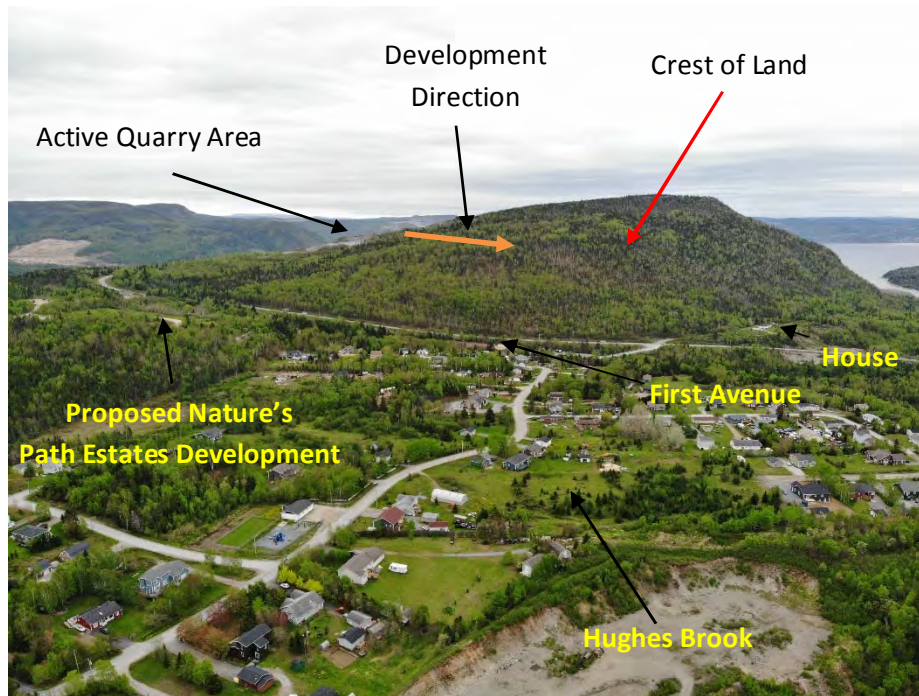 Development
Direction
Crest of Land
Active Quarry Area
House
First Avenue
Proposed Nature’s
Path Estates Development
Hughes Brook